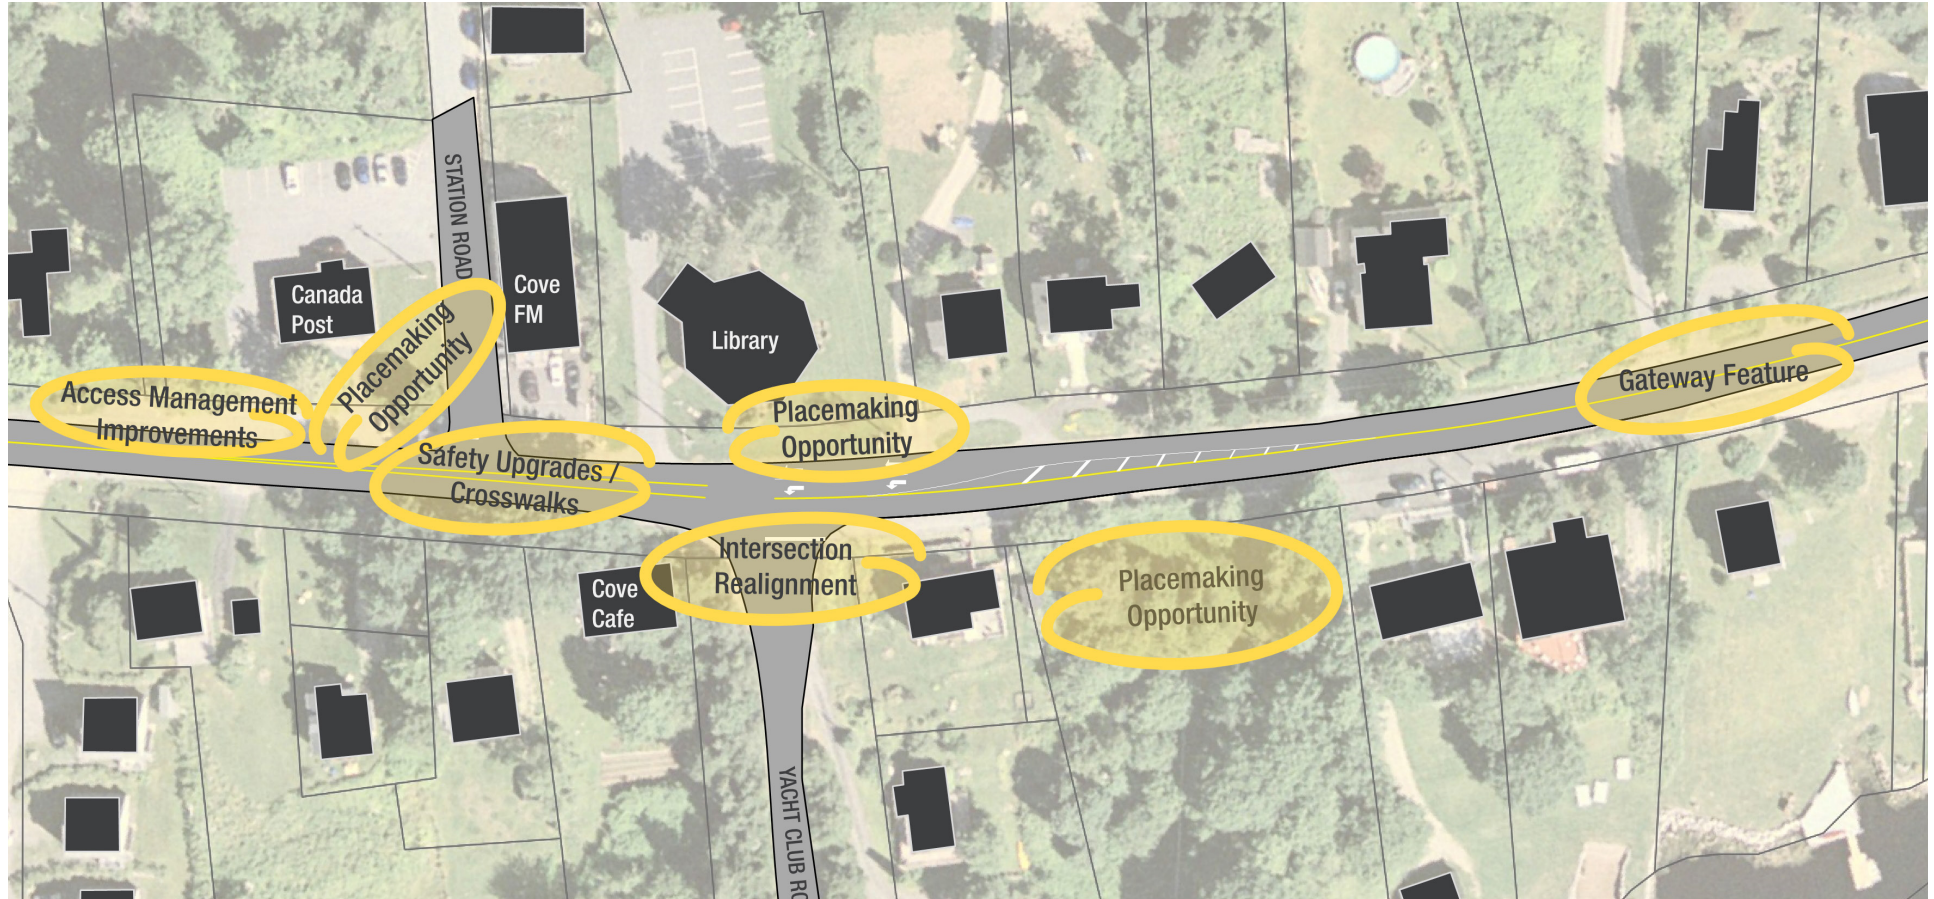 STATION ROAD
Canada
Post
Cove
FM
Library
Placemaking
Opportunity
Access Management
Improvements
Placemaking
Opportunity
Gateway Feature
Safety Upgrades /
Crosswalks
Intersection
Realignment
Cove
Cafe
Placemaking
Opportunity
YACHT CLUB RO